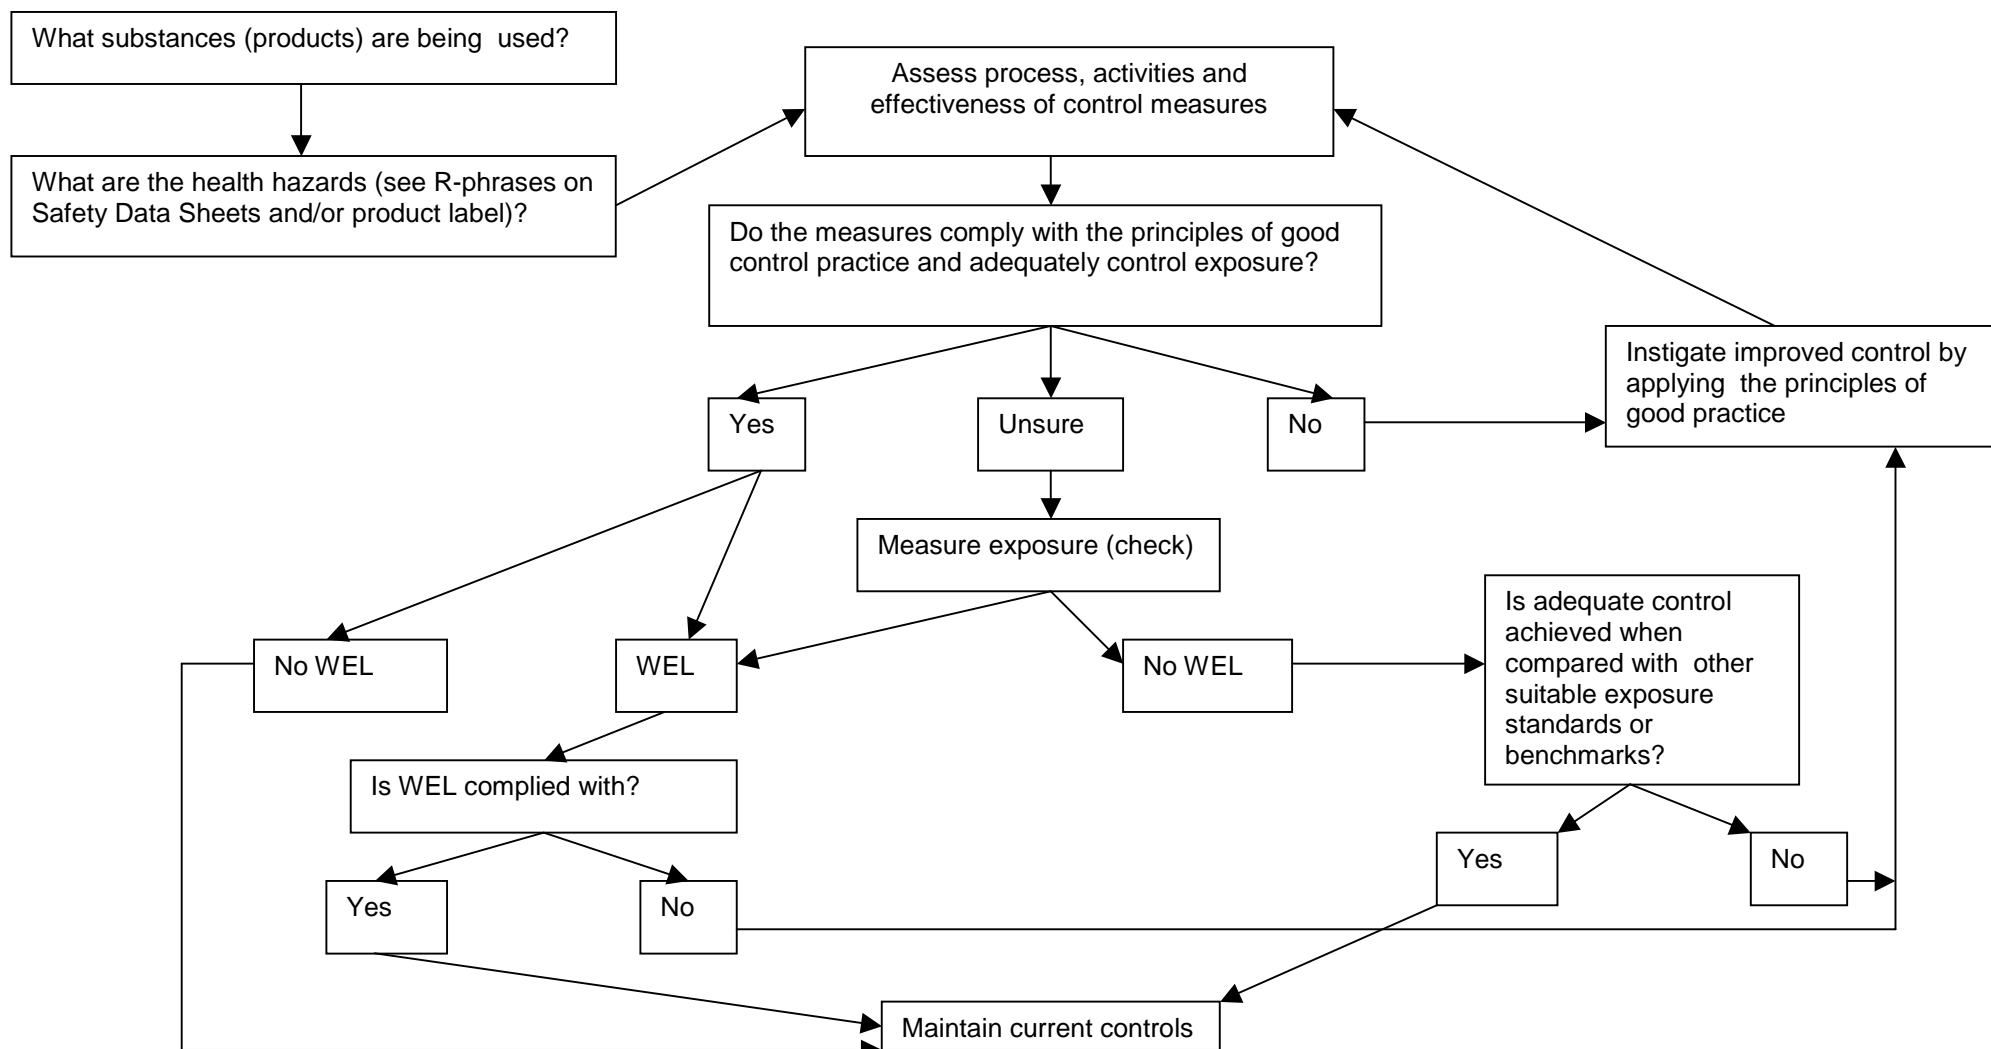 What substances (products) are being  used?
Assess process, activities and
effectiveness of control measures
What are the health hazards (see R-phrases on
Safety Data Sheets and/or product label)?
Do the measures comply with the principles of good
control practice and adequately control exposure?
Instigate improved control by
applying  the principles of
good practice
Yes
Unsure
No
Measure exposure (check)
Is adequate control
achieved when
compared with  other
suitable exposure
standards or
benchmarks?
No WEL
WEL
No WEL
Is WEL complied with?
Yes
No
Yes
No
Maintain current controls